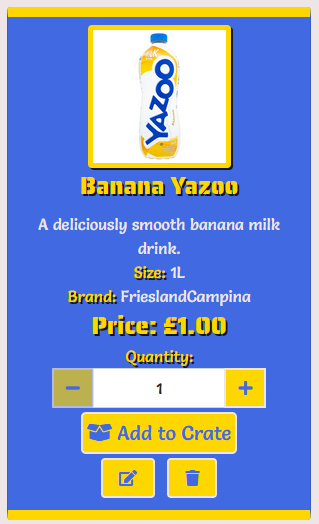 YAZOO
Banana Yazoo
A deliciously smooth banana milk
drink.
Size: 1L
Brand: FrieslandCampina
Price: £1.00
Quantity:
1
Add to Crate